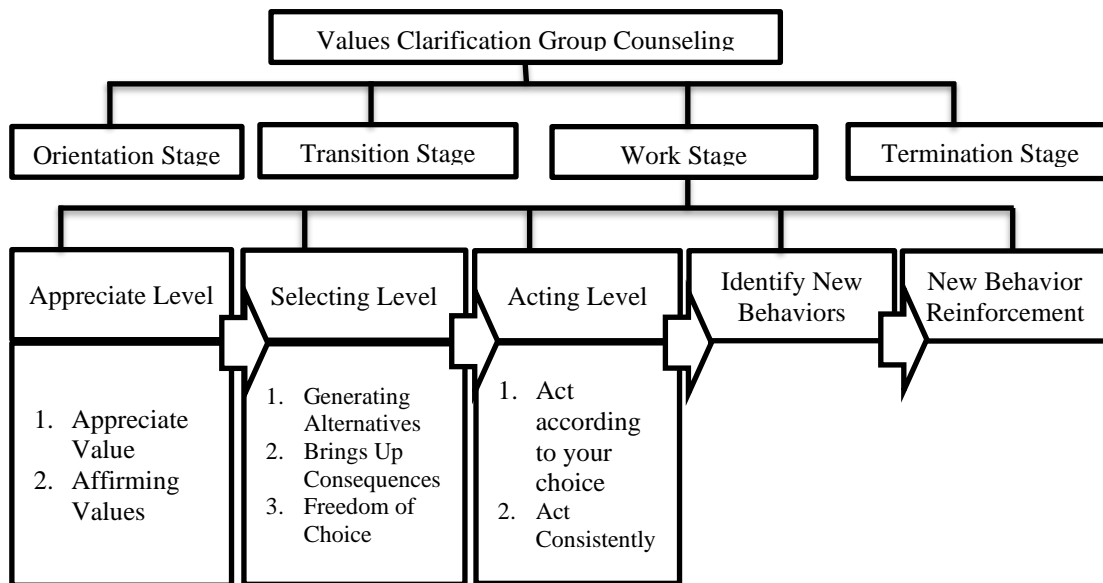 Values Clarification Group Counseling
Orientation Stage
Transition Stage
Work Stage
Termination Stage
Appreciate Level
Selecting Level
Acting Level
Identify New
Behaviors
New Behavior
Reinforcement
1. Appreciate
Value
2. Affirming
Values
1. Generating
Alternatives
2. Brings Up
Consequences
3. Freedom of
Choice
1. Act
according
to your
choice
2. Act
Consistently